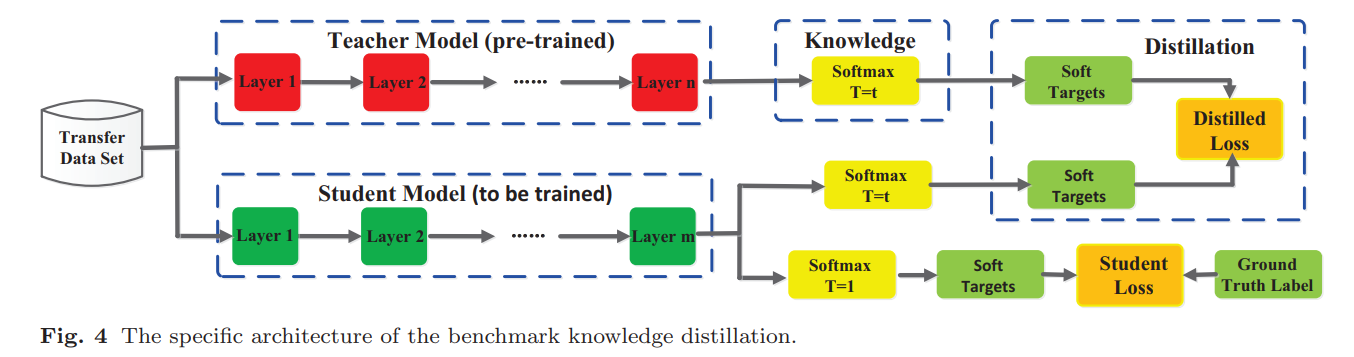 Teacher Model (pre-trained)
Layer 1
Layer 2
......
Layer n
Knowledge
Softmax
T=t
Distillation
Soft
Targets
Distilled
Loss
Transfer
Data Set
Student Model (to be trained)
Layer 1
Layer 2
......
Layer m
Softmax
T=t
Soft
Targets
Softmax
T=1
Soft
Targets
Student
Loss
Ground
Truth Label
Fig. 4 The specific architecture of the benchmark knowledge distillation.